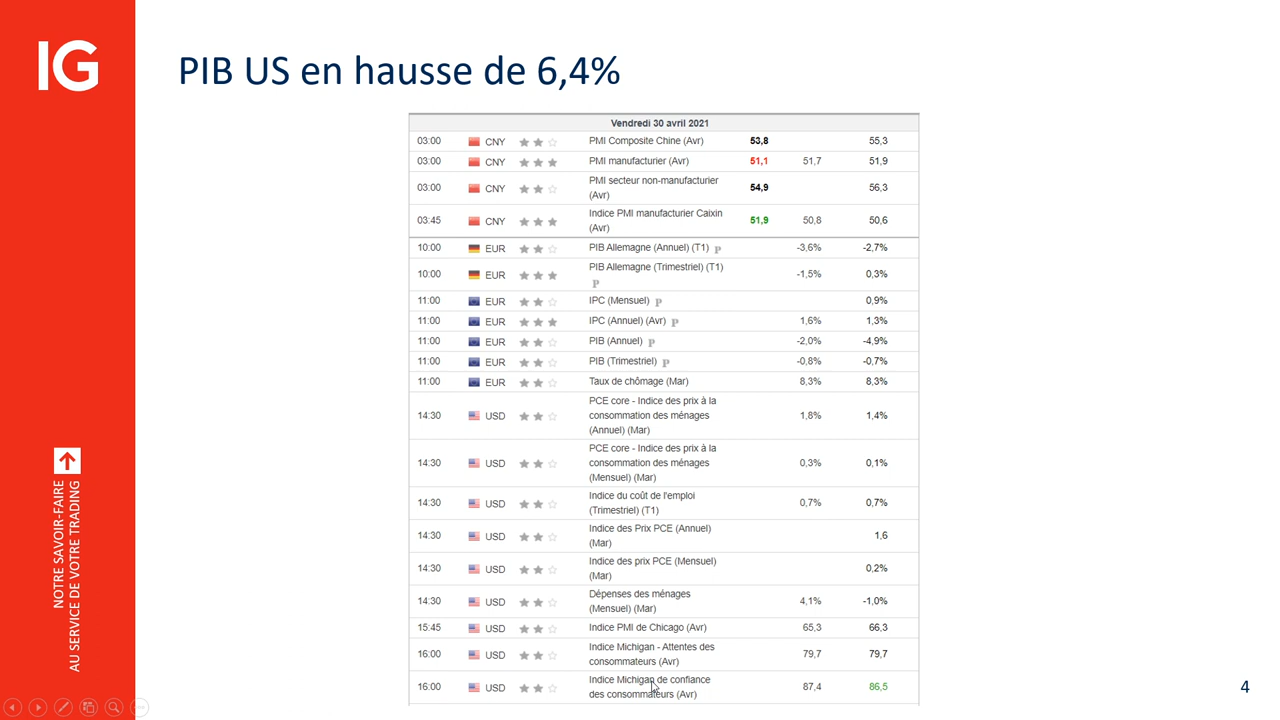 IG
PIB US en hausse de 6,4%
Vendredi 30 avril 2021
03:00 CNY PMI Composite Chine (Avr) 53,8 55,3
03:00 CNY PMI manufacturier (Avr) 51,1 51,7 51,9
03:00 CNY PMI secteur non-manufacturier
(Avr) 54,9 56,3
03:45 CNY Indice PMI manufacturier Caixin
(Avr) 51,9 50,8 50,6
10:00 EUR PIB Allemagne (Annuel) (T1) P -3,6% -2,7%
10:00 EUR PIB Allemagne (Trimestriel) (T1)
P -1,5% 0,3%
11:00 EUR IPC (Mensuel) P 0,9%
11:00 EUR IPC (Annuel) (Avr) P 1,6% 1,3%
11:00 EUR PIB (Annuel) P -2,0% -4,9%
11:00 EUR PIB (Trimestriel) P -0,8% -0,7%
11:00 EUR Taux de chômage (Mar) 8,3% 8,3%
14:30 USD PCE core - Indice des prix à la
consommation des ménages
(Annuel) (Mar) 1,8% 1,4%
14:30 USD PCE core - Indice des prix à la
consommation des ménages
(Mensuel) (Mar) 0,3% 0,1%
14:30 USD Indice du coût de l'emploi
(Trimestriel) (T1) 0,7% 0,7%
14:30 USD Indice des Prix PCE (Annuel)
(Mar) 1,6
14:30 USD Indice des prix PCE (Mensuel)
(Mar) 0,2%
14:30 USD Dépenses des ménages
(Mensuel) (Mar) 4,1% -1,0%
15:45 USD Indice PMI de Chicago (Avr) 65,3 66,3
16:00 USD Indice Michigan - Attentes des
consommateurs (Avr) 79,7 79,7
16:00 USD Indice Michigan de confiance
des consommateurs (Avr) 87,4 86,5
NOTRE SAVOIR-FAIRE
AU SERVICE DE VOTRE TRADING
4